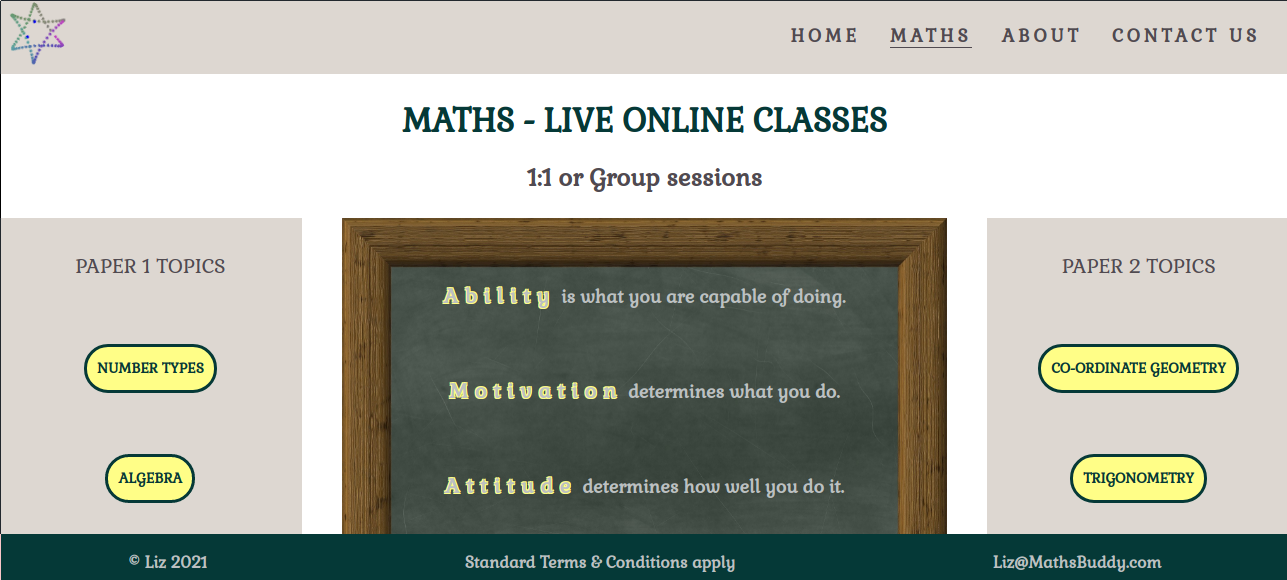 HOME MATHS ABOUT CONTACT US
MATHS - LIVE ONLINE CLASSES
1:1 or Group sessions
PAPER 1 TOPICS
NUMBER TYPES
ALGEBRA
Ability is what you are capable of doing.
Motivation determines what you do.
Attitude determines how well you do it.
PAPER 2 TOPICS
CO-ORDINATE GEOMETRY
TRIGONOMETRY
© Liz 2021 Standard Terms & Conditions apply Liz@MathsBuddy.com